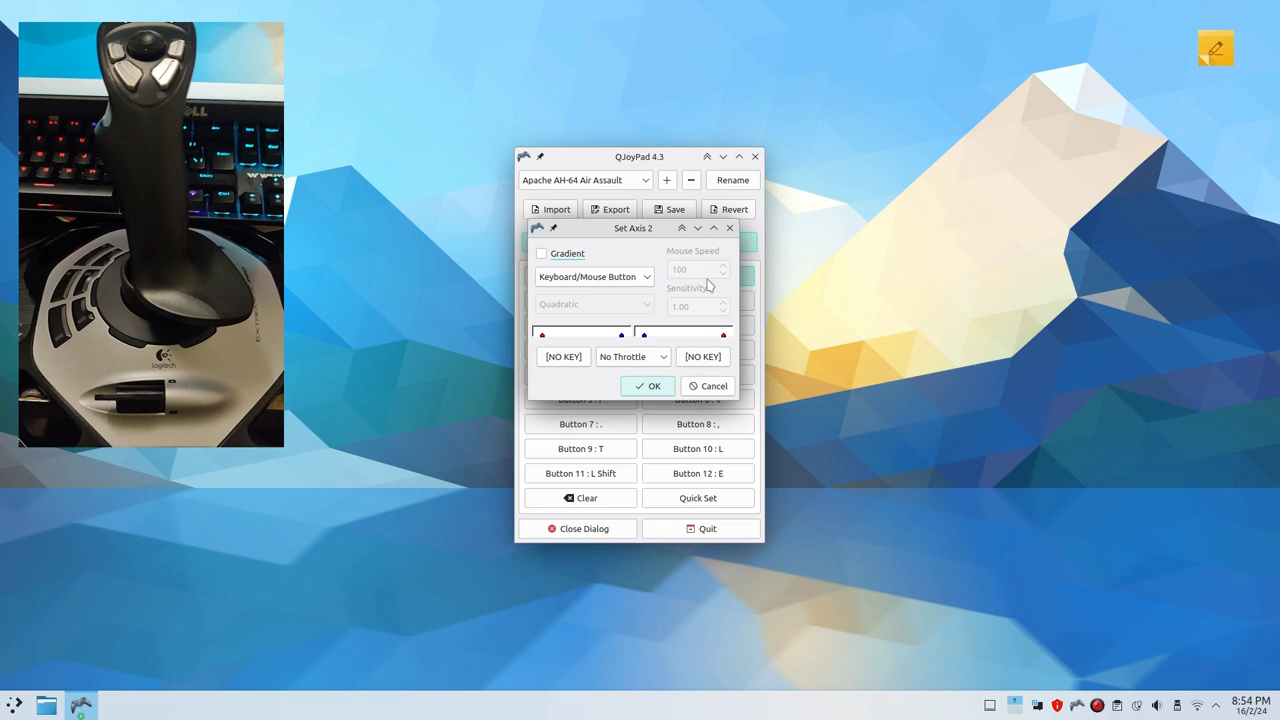 QJoyPad 4.3
Apache AH-64 Air Assault
Rename
Import
Export
Save
Revert
Set Axis 2
Gradient
Mouse Speed
Keyboard/Mouse Button
100
Sensitivity
Quadratic
1.00
[NO KEY]
No Throttle
[NO KEY]
OK
Cancel
Button 7 : .
Button 8 : ,
Button 9 : T
Button 10 : L
Button 11 : L Shift
Button 12 : E
Clear
Quick Set
Close Dialog
Quit
Logitech
8:54 PM
16/2/24